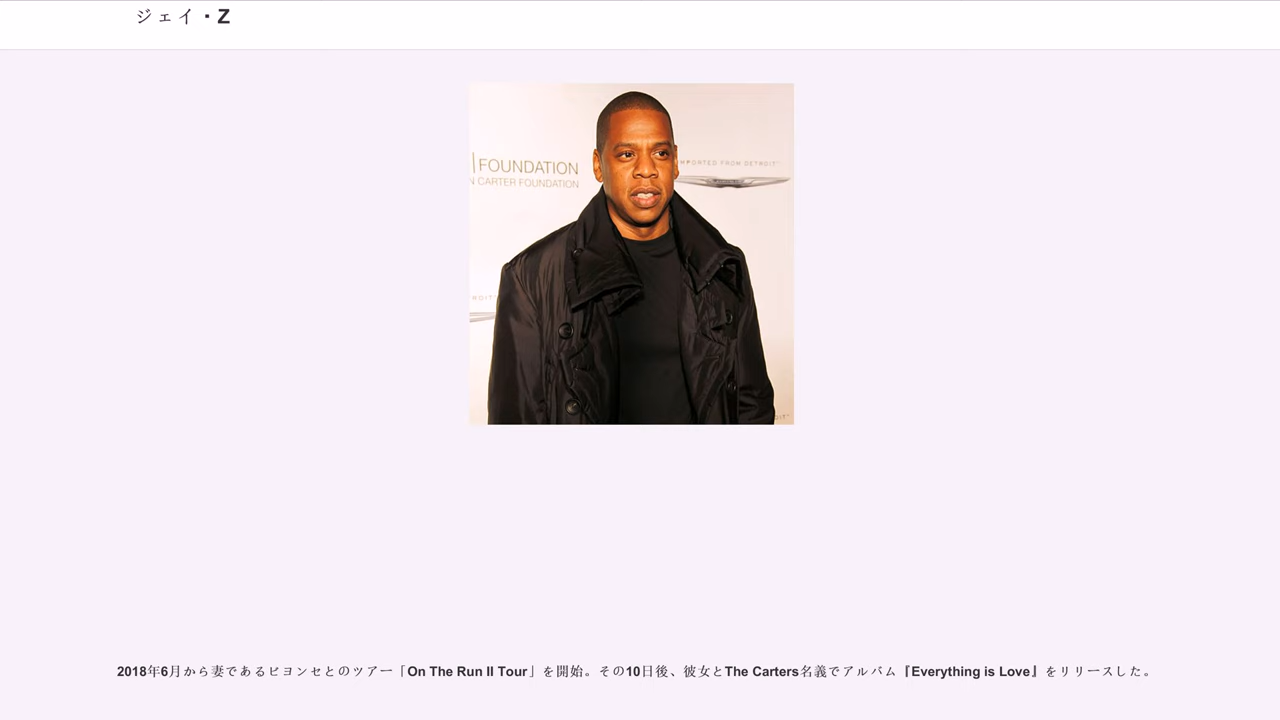 ジェイ・Z
FOUNDATION
IMPORTED FROM DETROIT™
N CARTER FOUNDATION
2018年6月から妻であるビヨンセとのツアー「On The Run II Tour」を開始。その10日後、彼女とThe Carters名義でアルバム『Everything is Love』をリリースした。